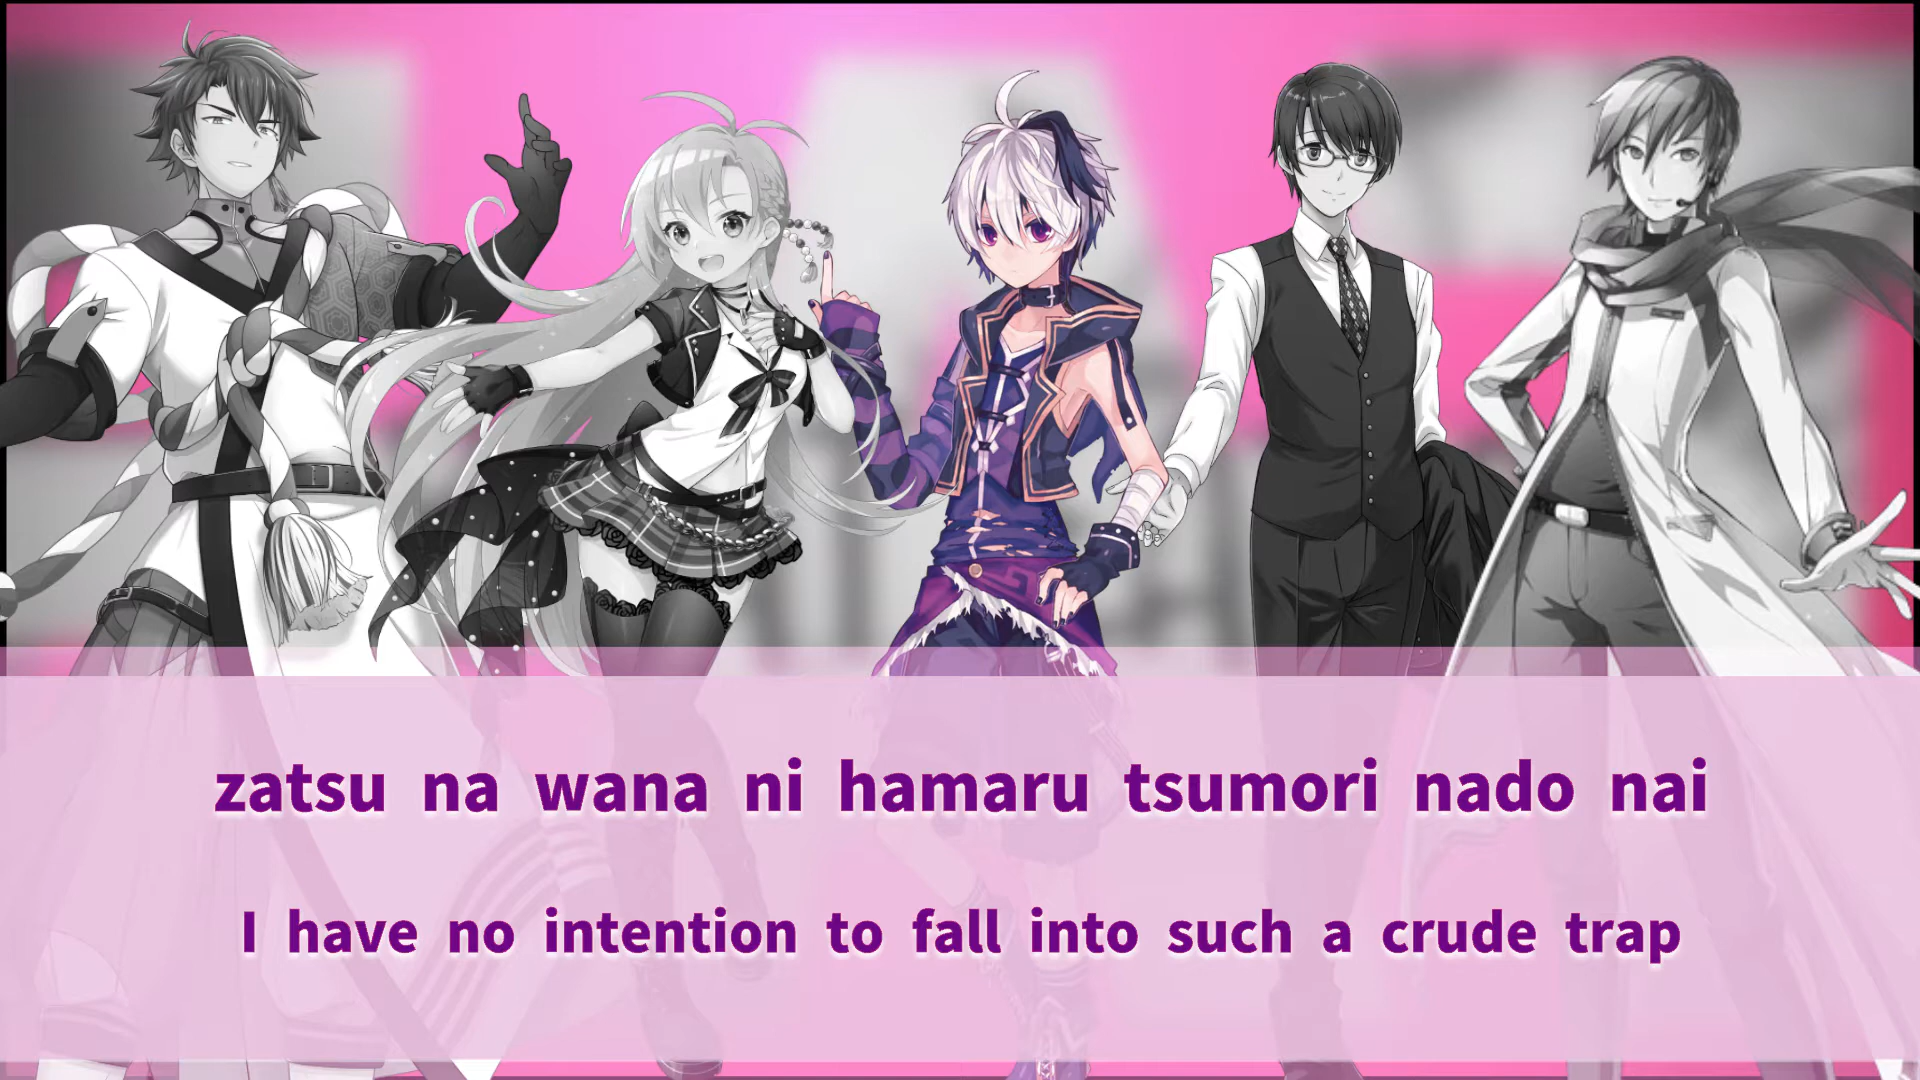 zatsu na wana ni hamaru tsumori nado nai
I have no intention to fall into such a crude trap